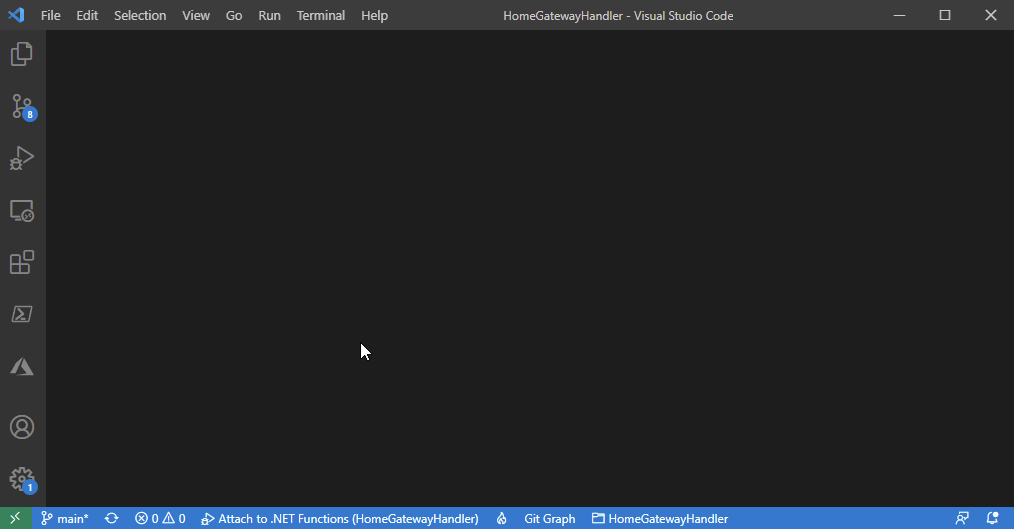 File Edit Selection View Go Run Terminal Help HomeGatewayHandler - Visual Studio Code
8
1
main* 0 0 Attach to .NET Functions (HomeGatewayHandler) Git Graph HomeGatewayHandler